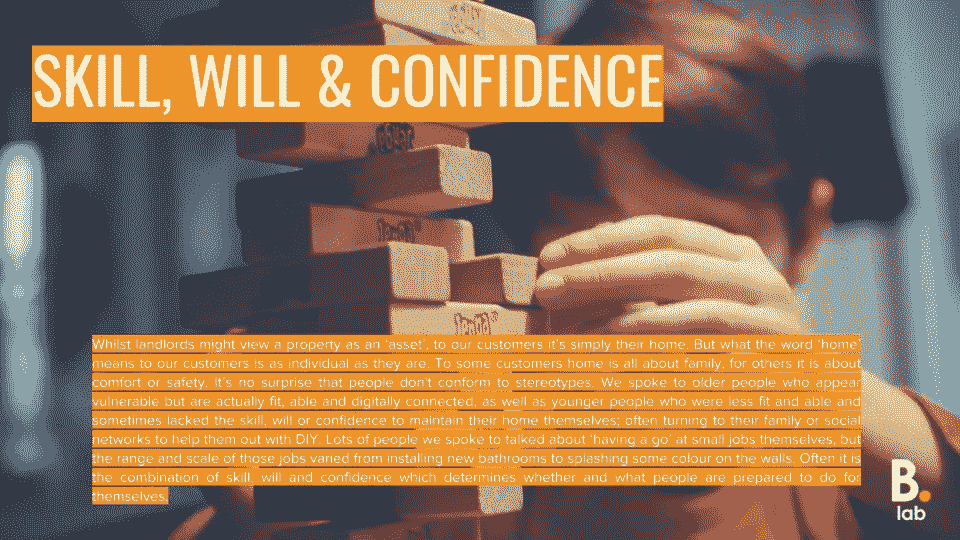 SKILL, WILL & CONFIDENCE
Jenga
Jenga®
Whilst landlords might view a property as an 'asset', to our customers it's simply their home. But what the word 'home'
means to our customers is as individual as they are. To some customers home is all about family, for others it is about
comfort or safety. It's no surprise that people don't conform to stereotypes. We spoke to older people who appear
vulnerable but are actually fit, able and digitally connected, as well as younger people who were less fit and able and
sometimes lacked the skill, will or confidence to maintain their home themselves; often turning to their family or social
networks to help them out with DIY. Lots of people we spoke to talked about 'having a go' at small jobs themselves, but
the range and scale of those jobs varied from installing new bathrooms to splashing some colour on the walls. Often it is
the combination of skill, will and confidence which determines whether and what people are prepared to do for
themselves.
B.
lab